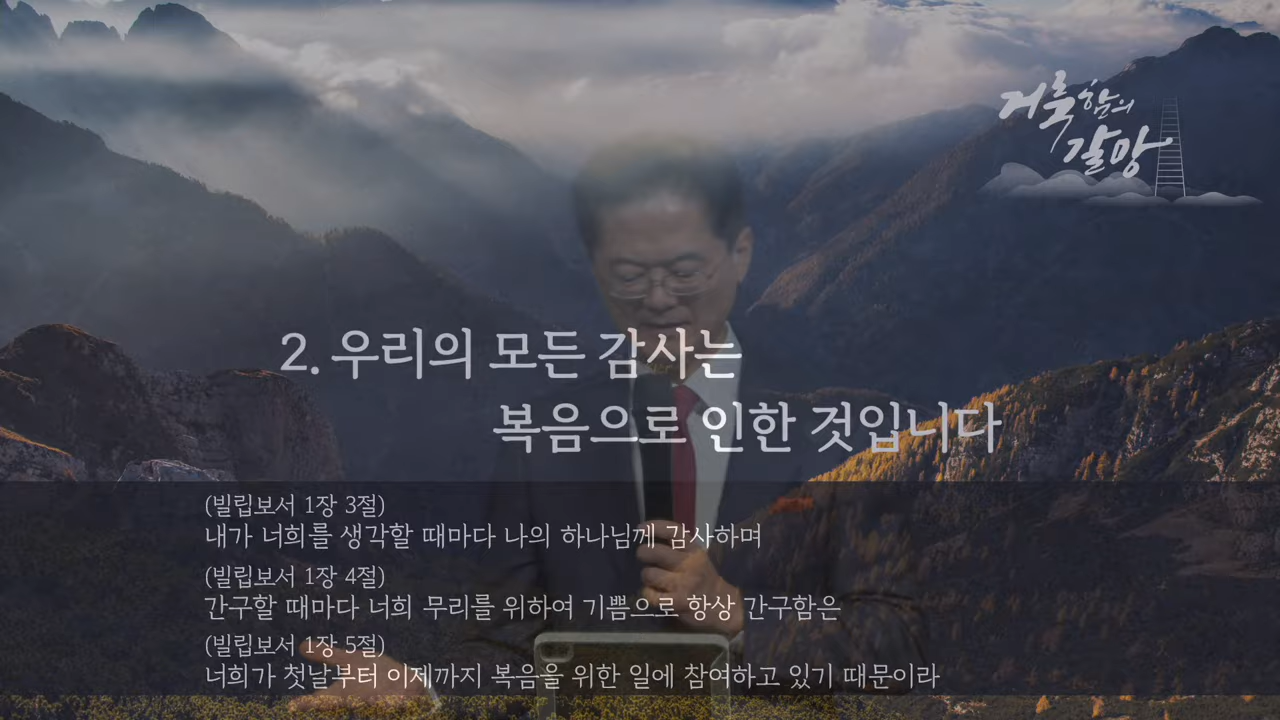 거룩함의
갈망
2. 우리의 모든 감사는
복음으로 인한 것입니다
(빌립보서 1장 3절)
내가 너희를 생각할 때마다 나의 하나님께 감사하며
(빌립보서 1장 4절)
간구할 때마다 너희 무리를 위하여 기쁨으로 항상 간구함은
(빌립보서 1장 5절)
너희가 첫날부터 이제까지 복음을 위한 일에 참여하고 있기 때문이라